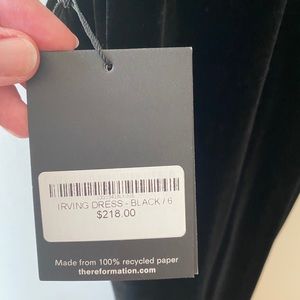 IRVING DRESS - BLACK / 6
$218.00
Made from 100% recycled paper
thereformation.com